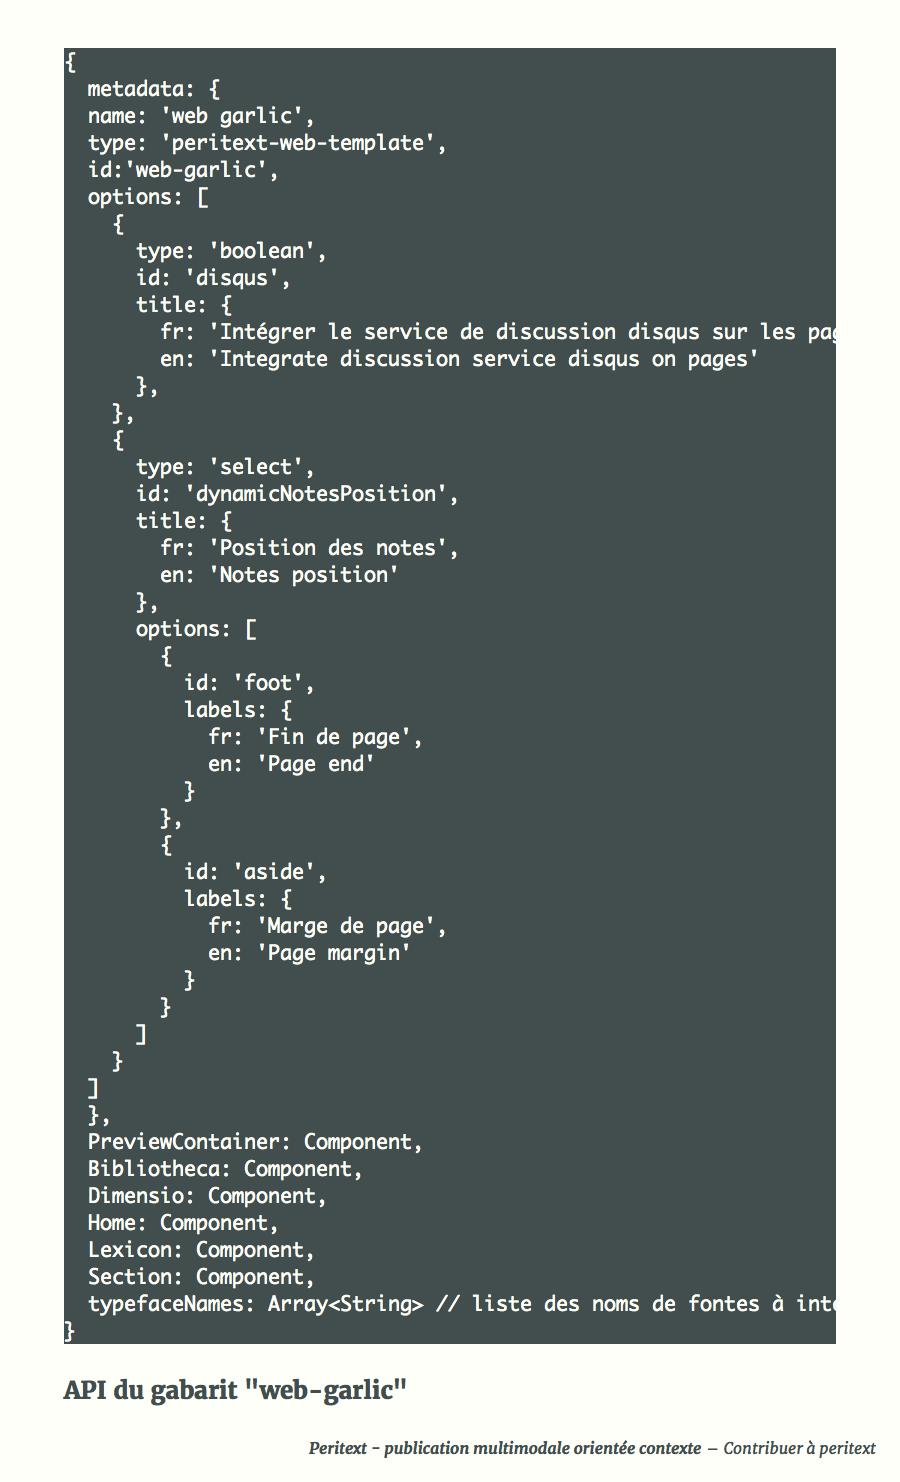 {
  metadata: {
  name: 'web garlic',
  type: 'peritext-web-template',
  id:'web-garlic',
  options: [
    {
      type: 'boolean',
      id: 'disqus',
      title: {
        fr: 'Intégrer le service de discussion disqus sur les
        en: 'Integrate discussion service disqus on pages'
      },
    },
    {
      type: 'select',
      id: 'dynamicNotesPosition',
      title: {
        fr: 'Position des notes',
        en: 'Notes position'
      },
      options: [
        {
          id: 'foot',
          labels: {
            fr: 'Fin de page',
            en: 'Page end'
          }
        },
        {
          id: 'aside',
          labels: {
            fr: 'Marge de page',
            en: 'Page margin'
          }
        }
      ]
    }
  ]
  },
  PreviewContainer: Component,
  Bibliotheca: Component,
  Dimensio: Component,
  Home: Component,
  Lexicon: Component,
  Section: Component,
  typefaceNames: Array<String> // liste des noms de fontes à
}
API du gabarit "web-garlic"
Peritext - publication multimodale orientée contexte – Contribuer à peritext